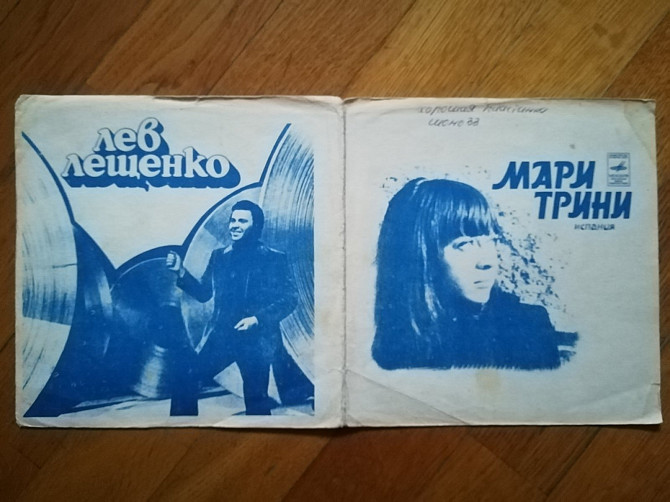 Лев
Лещенко
хорошая
МАРИ
ТРИНИ
испания